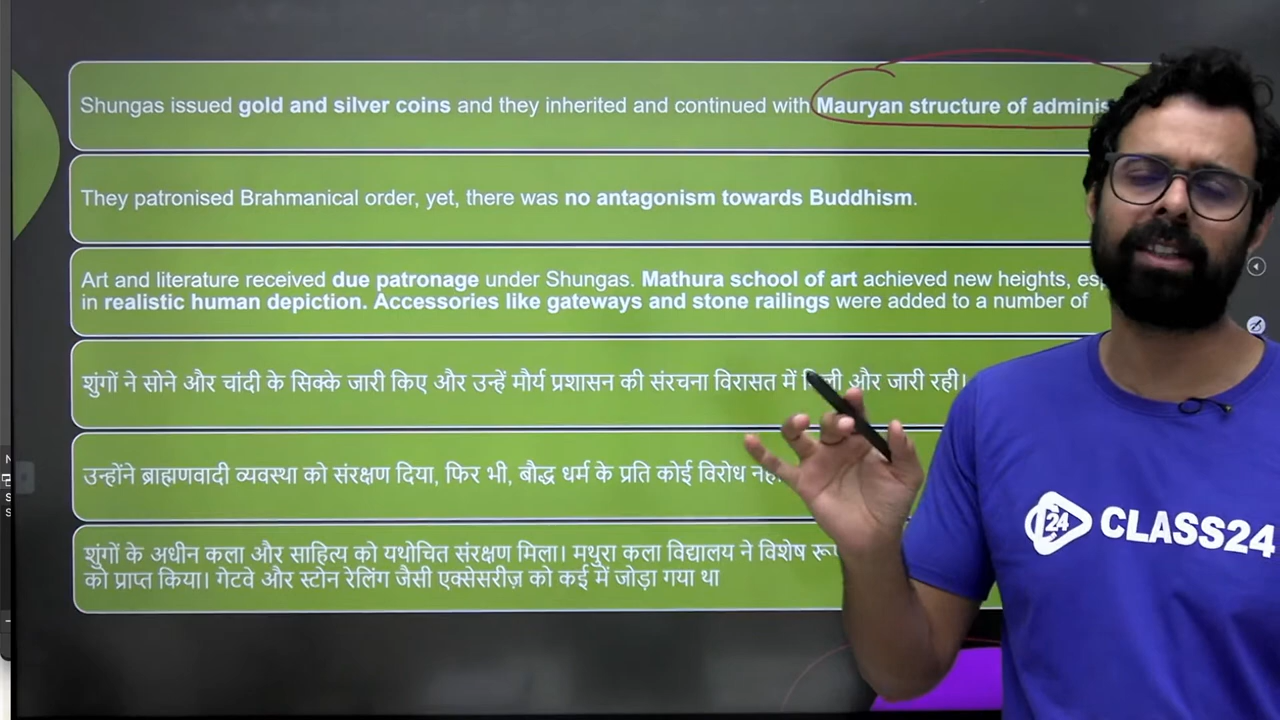 Shungas issued gold and silver coins and they inherited and continued with Mauryan structure of
They patronised Brahmanical order, yet, there was no antagonism towards Buddhism.
Art and literature received due patronage under Shungas. Mathura school of art achieved new heights,
in realistic human depiction. Accessories like gateways and stone railings were added to a number of
शुंगों ने सोने और चांदी के सिक्के जारी किए और उन्हें मौर्य प्रशासन की संरचना विरासत में और जारी रही।
उन्होंने ब्राह्मणवादी व्यवस्था को संरक्षण दिया, फिर भी, बौद्ध धर्म के प्रति कोई विरोध
शुंगों के अधीन कला और साहित्य को यथोचित संरक्षण मिला। मथुरा कला विद्यालय ने विशेष
को प्राप्त किया। गेटवे और स्टोन रेलिंग जैसी एक्सेसरीज़ को कई में जोड़ा गया था
24 CLASS24